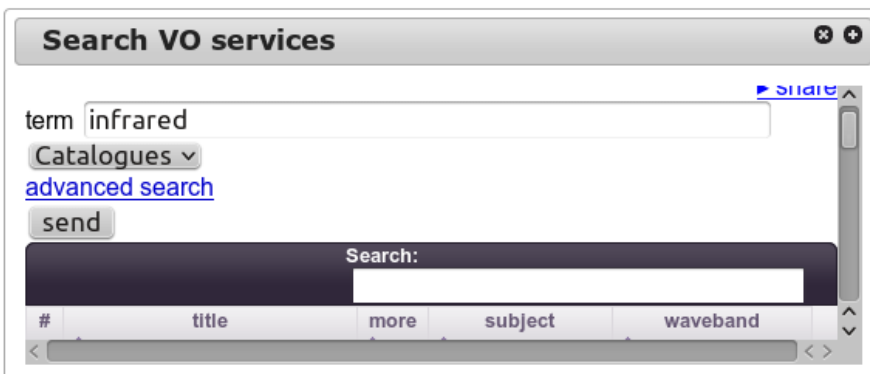 Search VO services
► share
term infrared
Catalogues
advanced search
send
Search:
# title more subject waveband